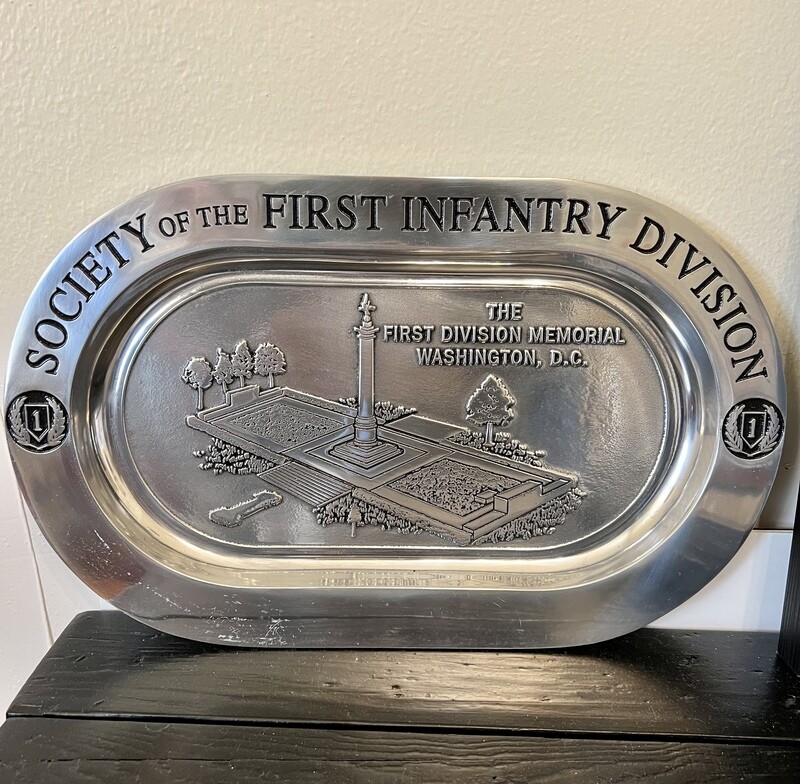 SOCIETY OF THE FIRST INFANTRY DIVISION
1
1
THE
FIRST DIVISION MEMORIAL
WASHINGTON, D.C.